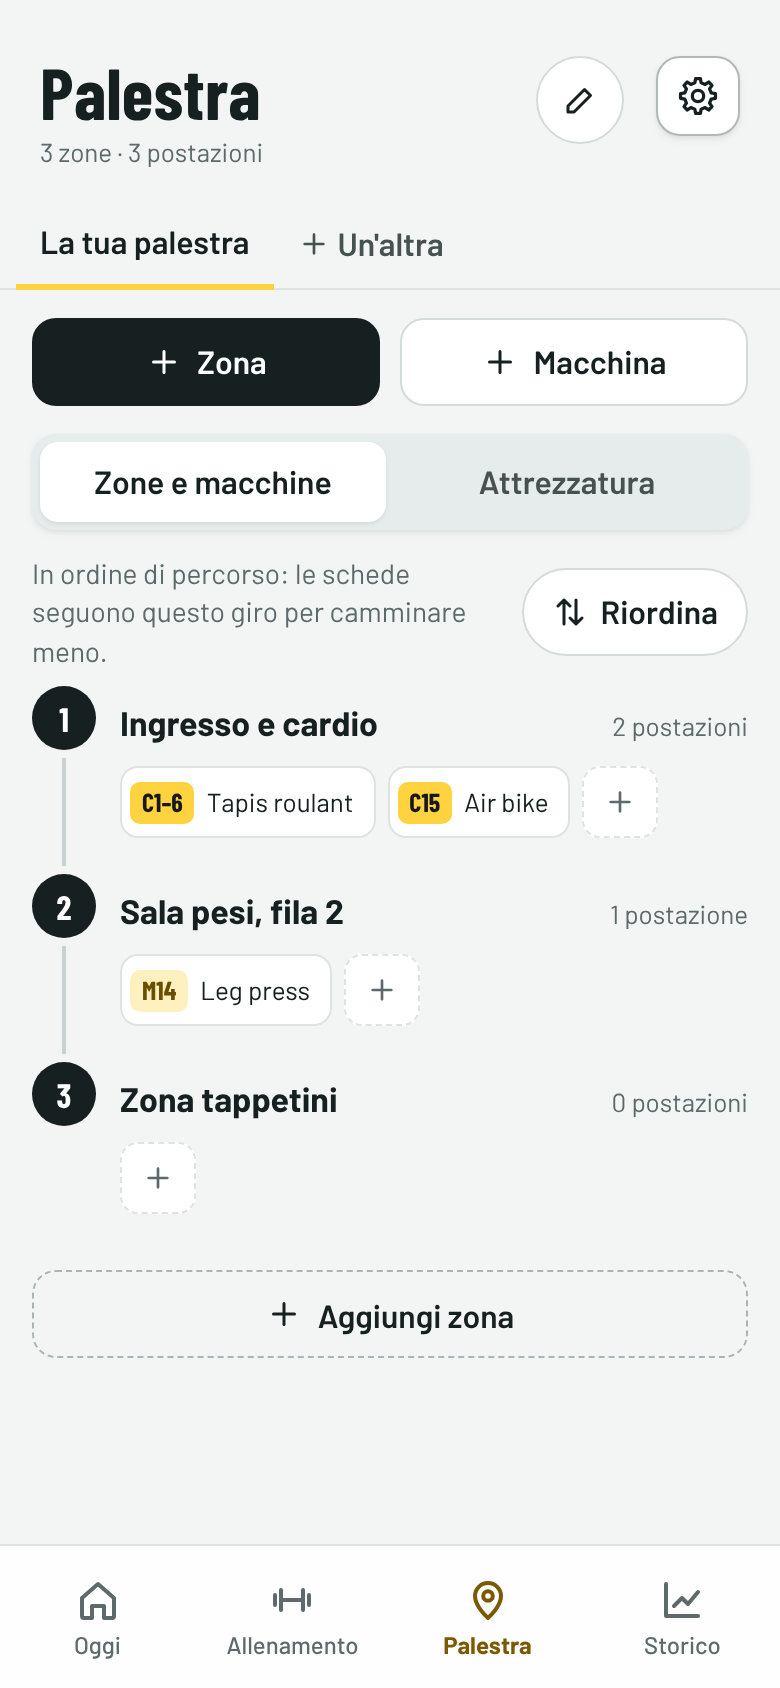 Palestra
3 zone · 3 postazioni
La tua palestra
+ Un'altra
+ Zona
+ Macchina
Zone e macchine
Attrezzatura
In ordine di percorso: le schede
seguono questo giro per camminare
meno.
Riordina
1 Ingresso e cardio 2 postazioni
C1–6 Tapis roulant C15 Air bike +
2 Sala pesi, fila 2 1 postazione
M14 Leg press +
3 Zona tappetini 0 postazioni
+
+ Aggiungi zona
Oggi Allenamento Palestra Storico